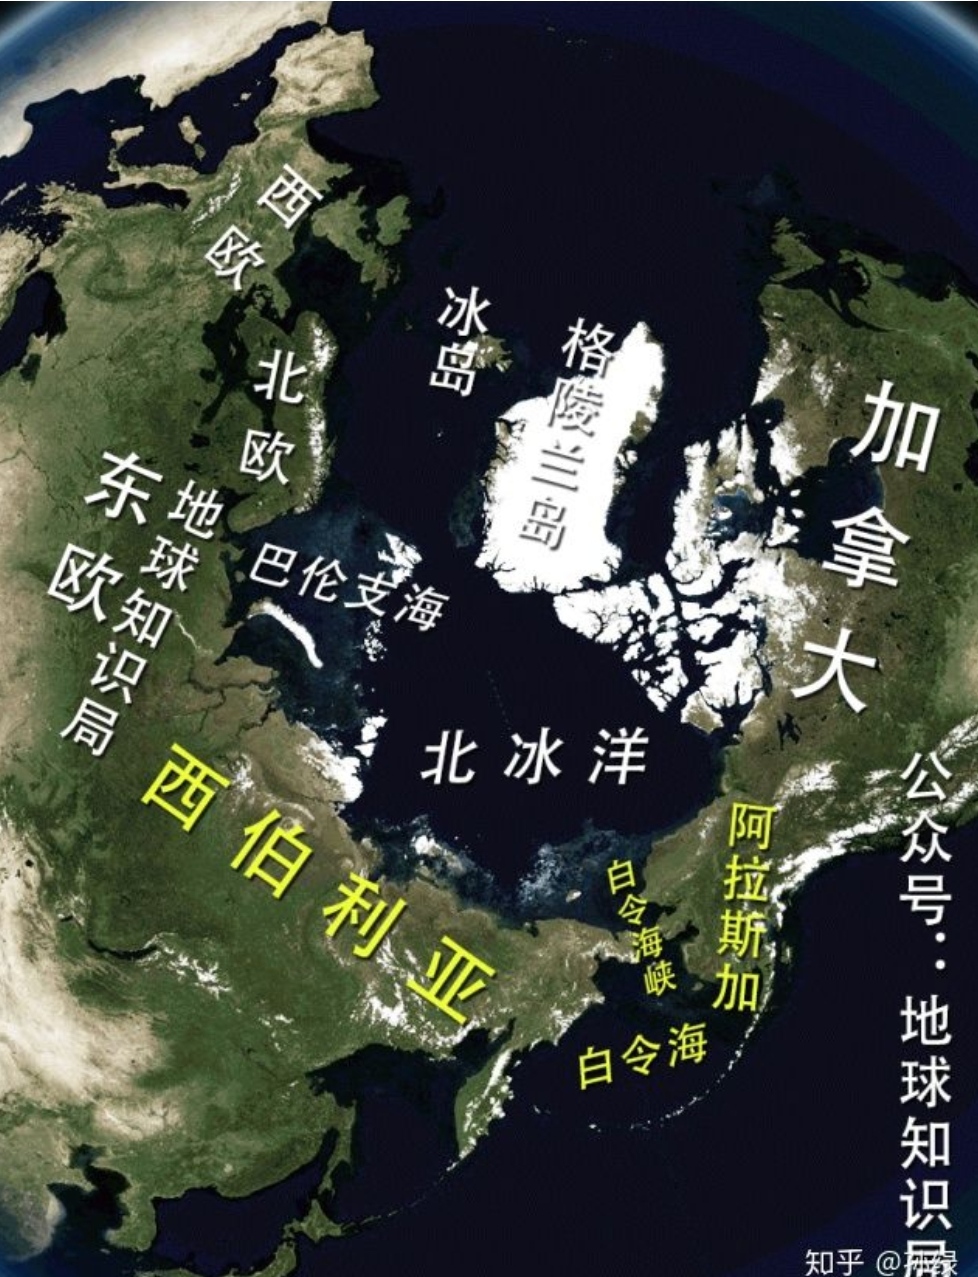 西欧
冰岛
格陵兰岛
北欧
加拿大
东欧
地球知识局
巴伦支海
北冰洋
西伯利亚
阿拉斯加
白令海峡
白令海
公众号：地球知识局
知乎 @孙绿